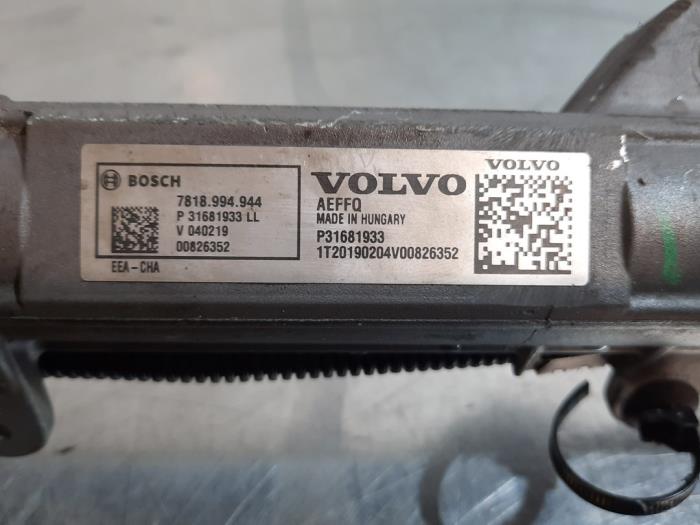 BOSCH
7818.994.944
P 31681933 LL
V 040219
00826352
EEA-CHA
VOLVO
AEFFQ
MADE IN HUNGARY
P31681933
1T20190204V00826352
VOLVO